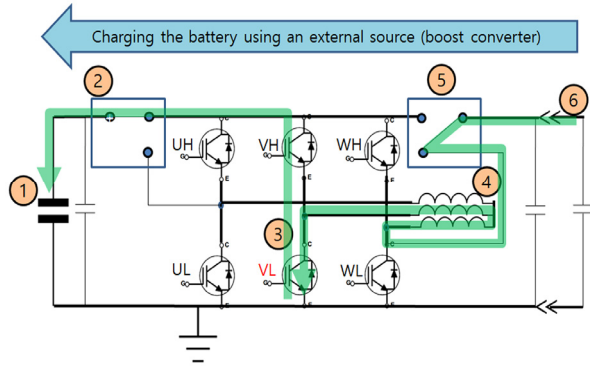 Charging the battery using an external source (boost converter)
2
5
6
C
C
C
UH
VH
WH
G
G
G
1
4
E
E
E
3
C
C
C
UL
VL
WL
G
G
G
E
E
E